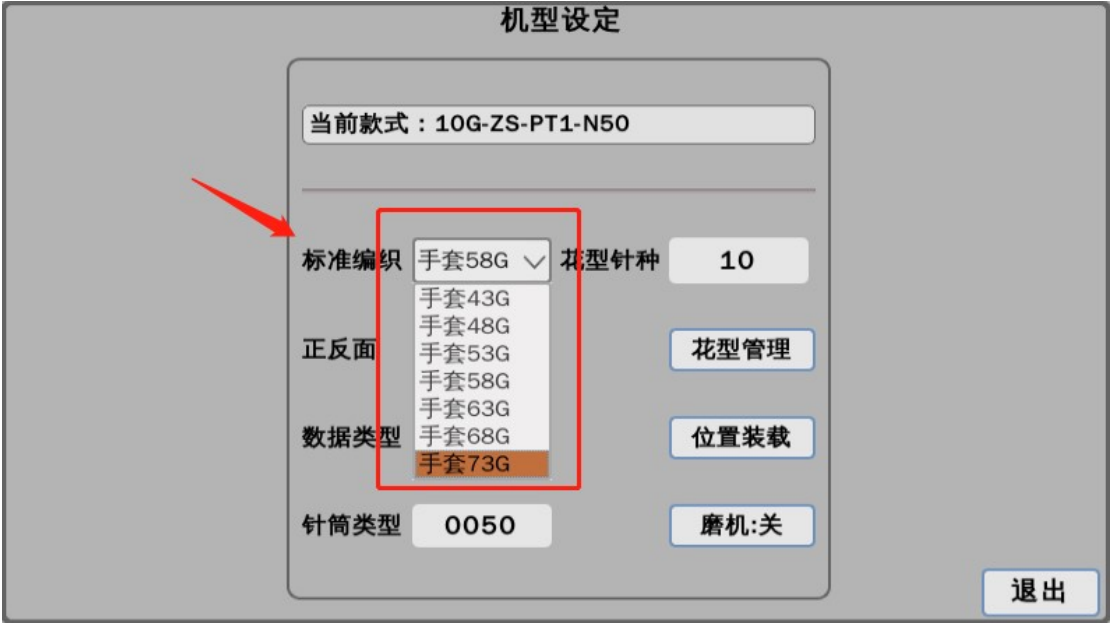 机型设定
当前款式：10G-ZS-PT1-N50
标准编织 手套58G 花型针种 10
手套43G
手套48G
正反面 手套53G 花型管理
手套58G
手套63G
数据类型 手套68G 位置装载
手套73G
针筒类型 0050 磨机:关
退出